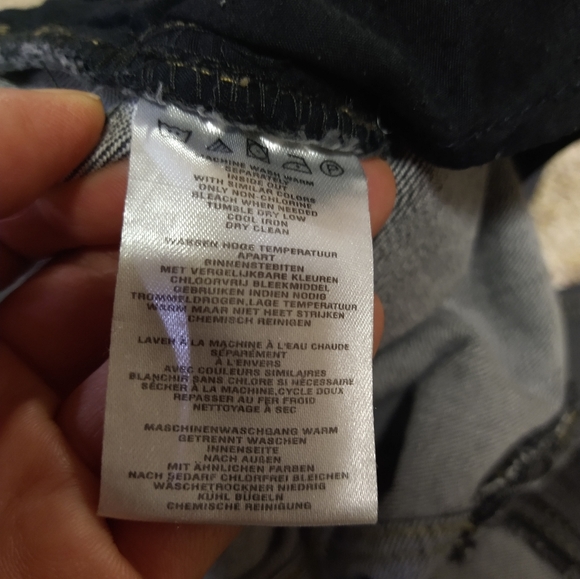 MACHINE WASH WARM
SEPARATELY
INSIDE OUT
WITH SIMILAR COLORS
ONLY NON-CHLORINE
BLEACH WHEN NEEDED
TUMBLE DRY LOW
COOL IRON
DRY CLEAN
WASSEN HOGE TEMPERATUUR
APART
BINNENSTEBITEN
MET VERGELIJKBARE KLEUREN
CHLOORVRIJ BLEEKMIDDEL
GEBRUIKEN INDIEN NODIG
TROMMELDROGEN,LAGE TEMPERATUUR
WARM MAAR NIET HEET STRIJKEN
CHEMISCH REINIGEN
LAVER À LA MACHINE À L'EAU CHAUDE
SÉPARÉMENT
À L'ENVERS
AVEC COULEURS SIMILAIRES
BLANCHIR SANS CHLORE SI NÉCESSAIRE
SÉCHER À LA MACHINE,CYCLE DOUX
REPASSER AU FER FROID
NETTOYAGE À SEC
MASCHINENWASCHGANG WARM
GETRENNT WASCHEN
INNENSEITE
NACH AUßEN
MIT ÄHNLICHEN FARBEN
NACH BEDARF CHLORFREI BLEICHEN
WÄSCHETROCKNER NIEDRIG
KUHL BÜGELN
CHEMISCHE REINIGUNG